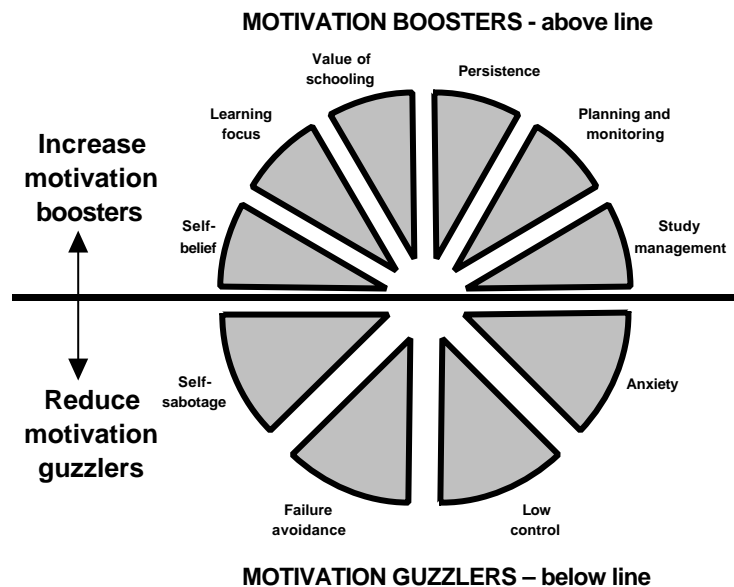 MOTIVATION BOOSTERS - above line
Value of
schooling
Persistence
Learning
focus
Planning and
monitoring
Increase
motivation
boosters
Self-
belief
Study
management
Self-
sabotage
Anxiety
Reduce
motivation
guzzlers
Failure
avoidance
Low
control
MOTIVATION GUZZLERS – below line